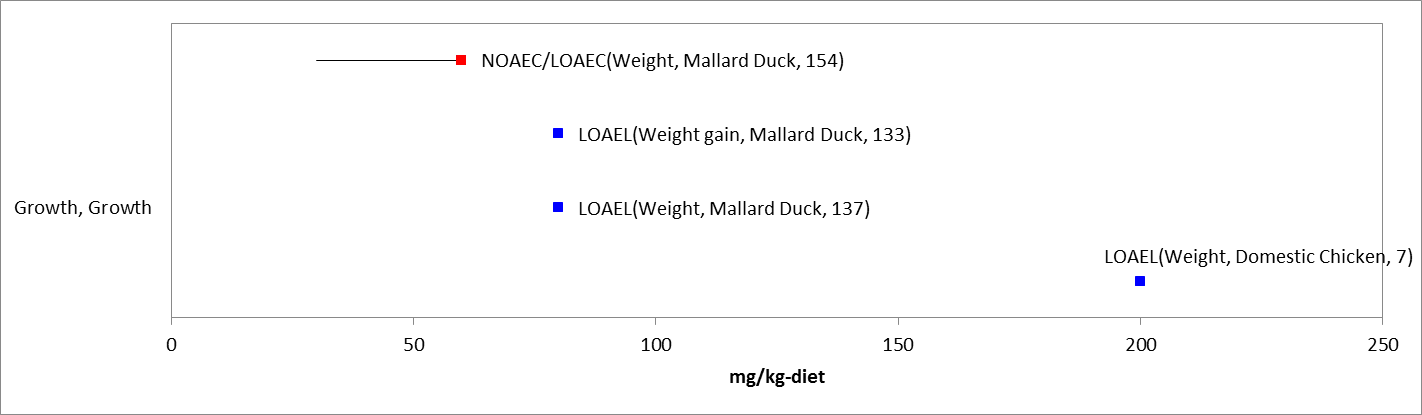 NOAEC/LOAEC(Weight, Mallard Duck, 154)
LOAEL(Weight gain, Mallard Duck, 133)
Growth, Growth
LOAEL(Weight, Mallard Duck, 137)
LOAEL(Weight, Domestic Chicken, 7)
0 50 100 150 200 250
mg/kg-diet